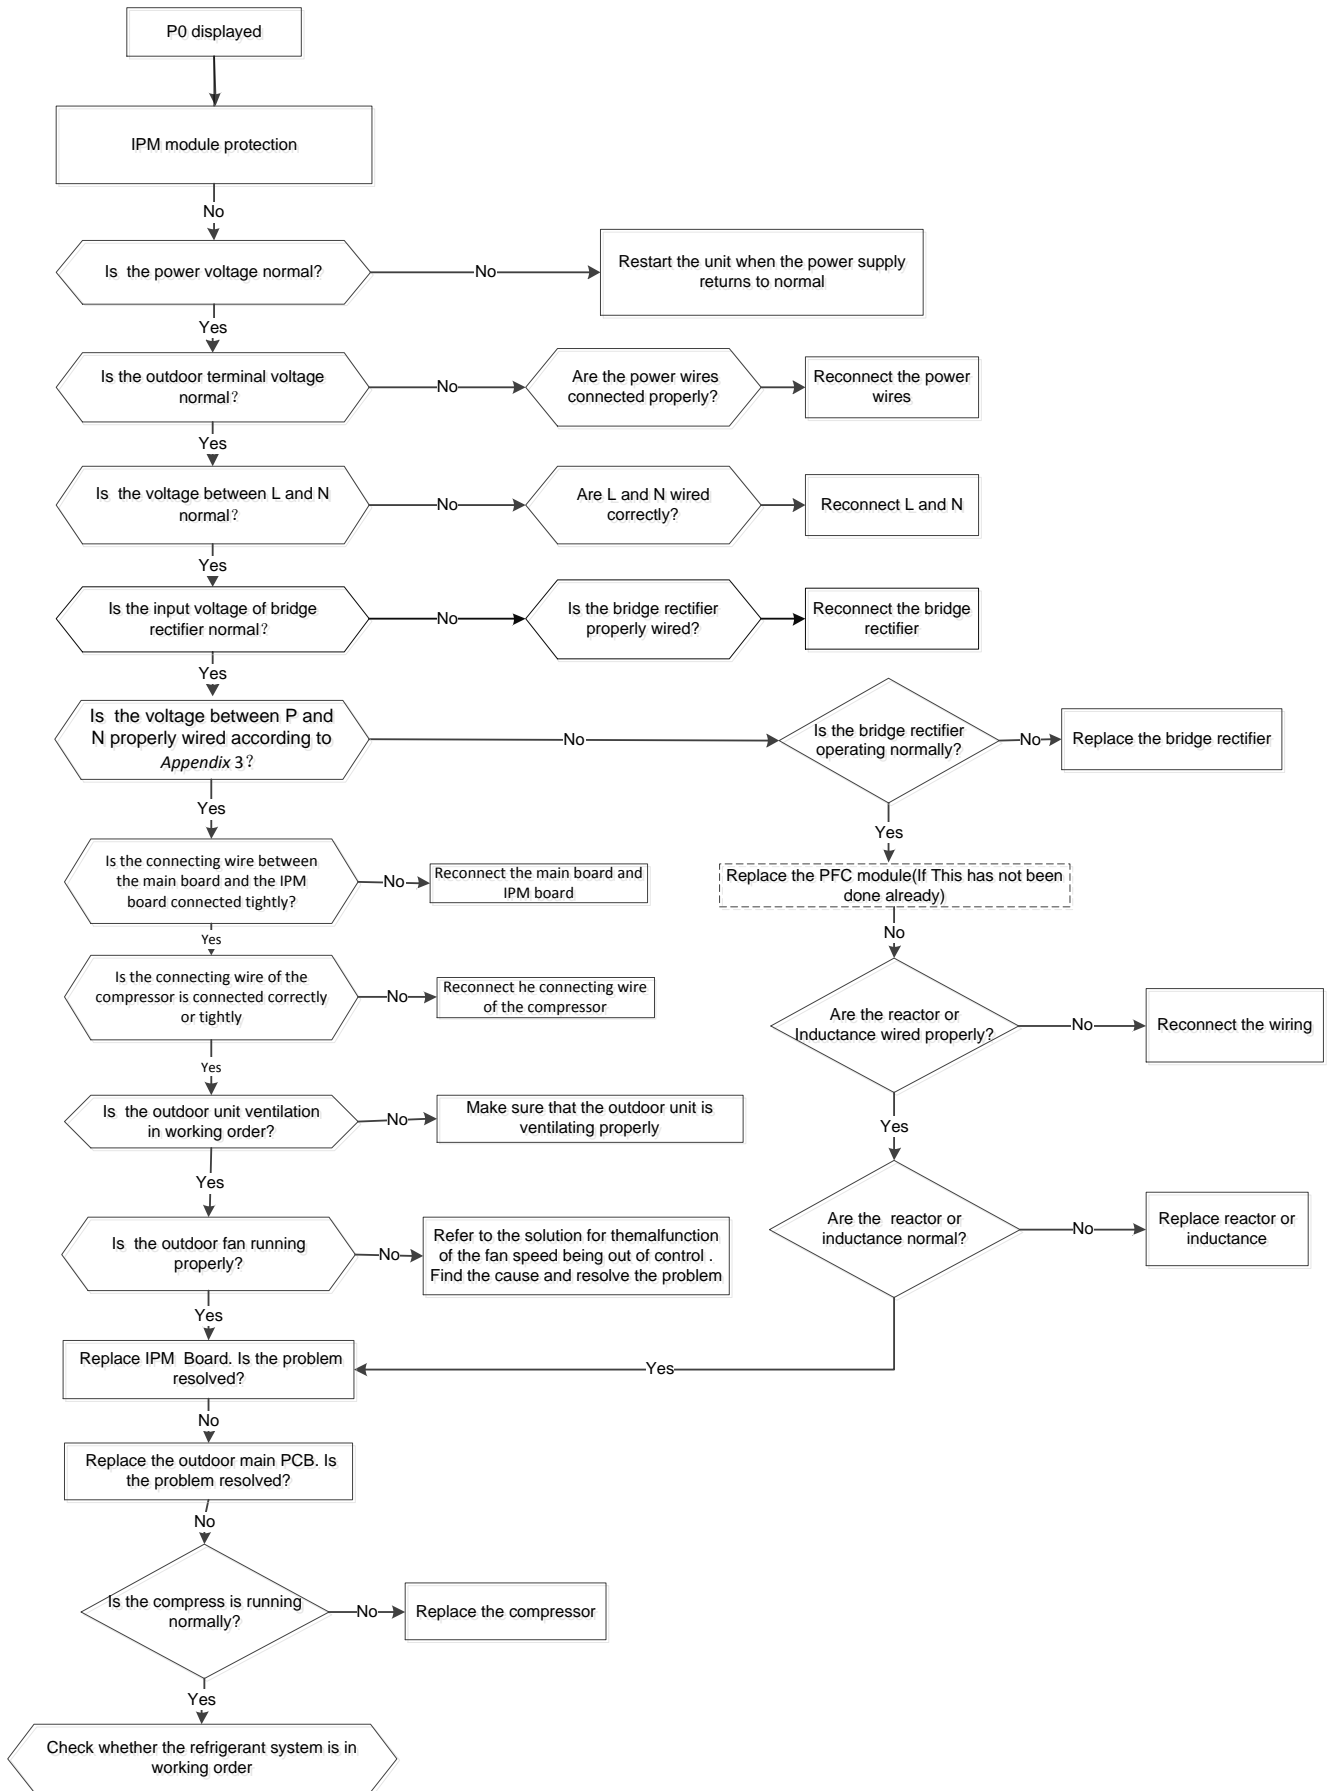 P0 displayed
IPM module protection
No
Is the power voltage normal?
No
Restart the unit when the power supply
returns to normal
Yes
Is the outdoor terminal voltage
normal?
No
Are the power wires
connected properly?
Reconnect the power
wires
Yes
Is the voltage between L and N
normal?
No
Are L and N wired
correctly?
Reconnect L and N
Yes
Is the input voltage of bridge
rectifier normal?
No
Is the bridge rectifier
properly wired?
Reconnect the bridge
rectifier
Yes
Is the voltage between P and
N properly wired according to
Appendix 3?
No
Is the bridge rectifier
operating normally?
No
Replace the bridge rectifier
Yes
Yes
Is the connecting wire between
the main board and the IPM
board connected tightly?
No
Reconnect the main board and
IPM board
Replace the PFC module(If This has not been
done already)
No
Yes
Is the connecting wire of the
compressor is connected correctly
or tightly
No
Reconnect he connecting wire
of the compressor
Are the reactor or
Inductance wired properly?
No
Reconnect the wiring
Yes
Is the outdoor unit ventilation
in working order?
No
Make sure that the outdoor unit is
ventilating properly
Yes
Yes
Is the outdoor fan running
properly?
No
Refer to the solution for themalfunction
of the fan speed being out of control .
Find the cause and resolve the problem
Are the reactor or
inductance normal?
No
Replace reactor or
inductance
Yes
Replace IPM Board. Is the problem
resolved?
Yes
No
Replace the outdoor main PCB. Is
the problem resolved?
No
Is the compress is running
normally?
No
Replace the compressor
Yes
Check whether the refrigerant system is in
working order